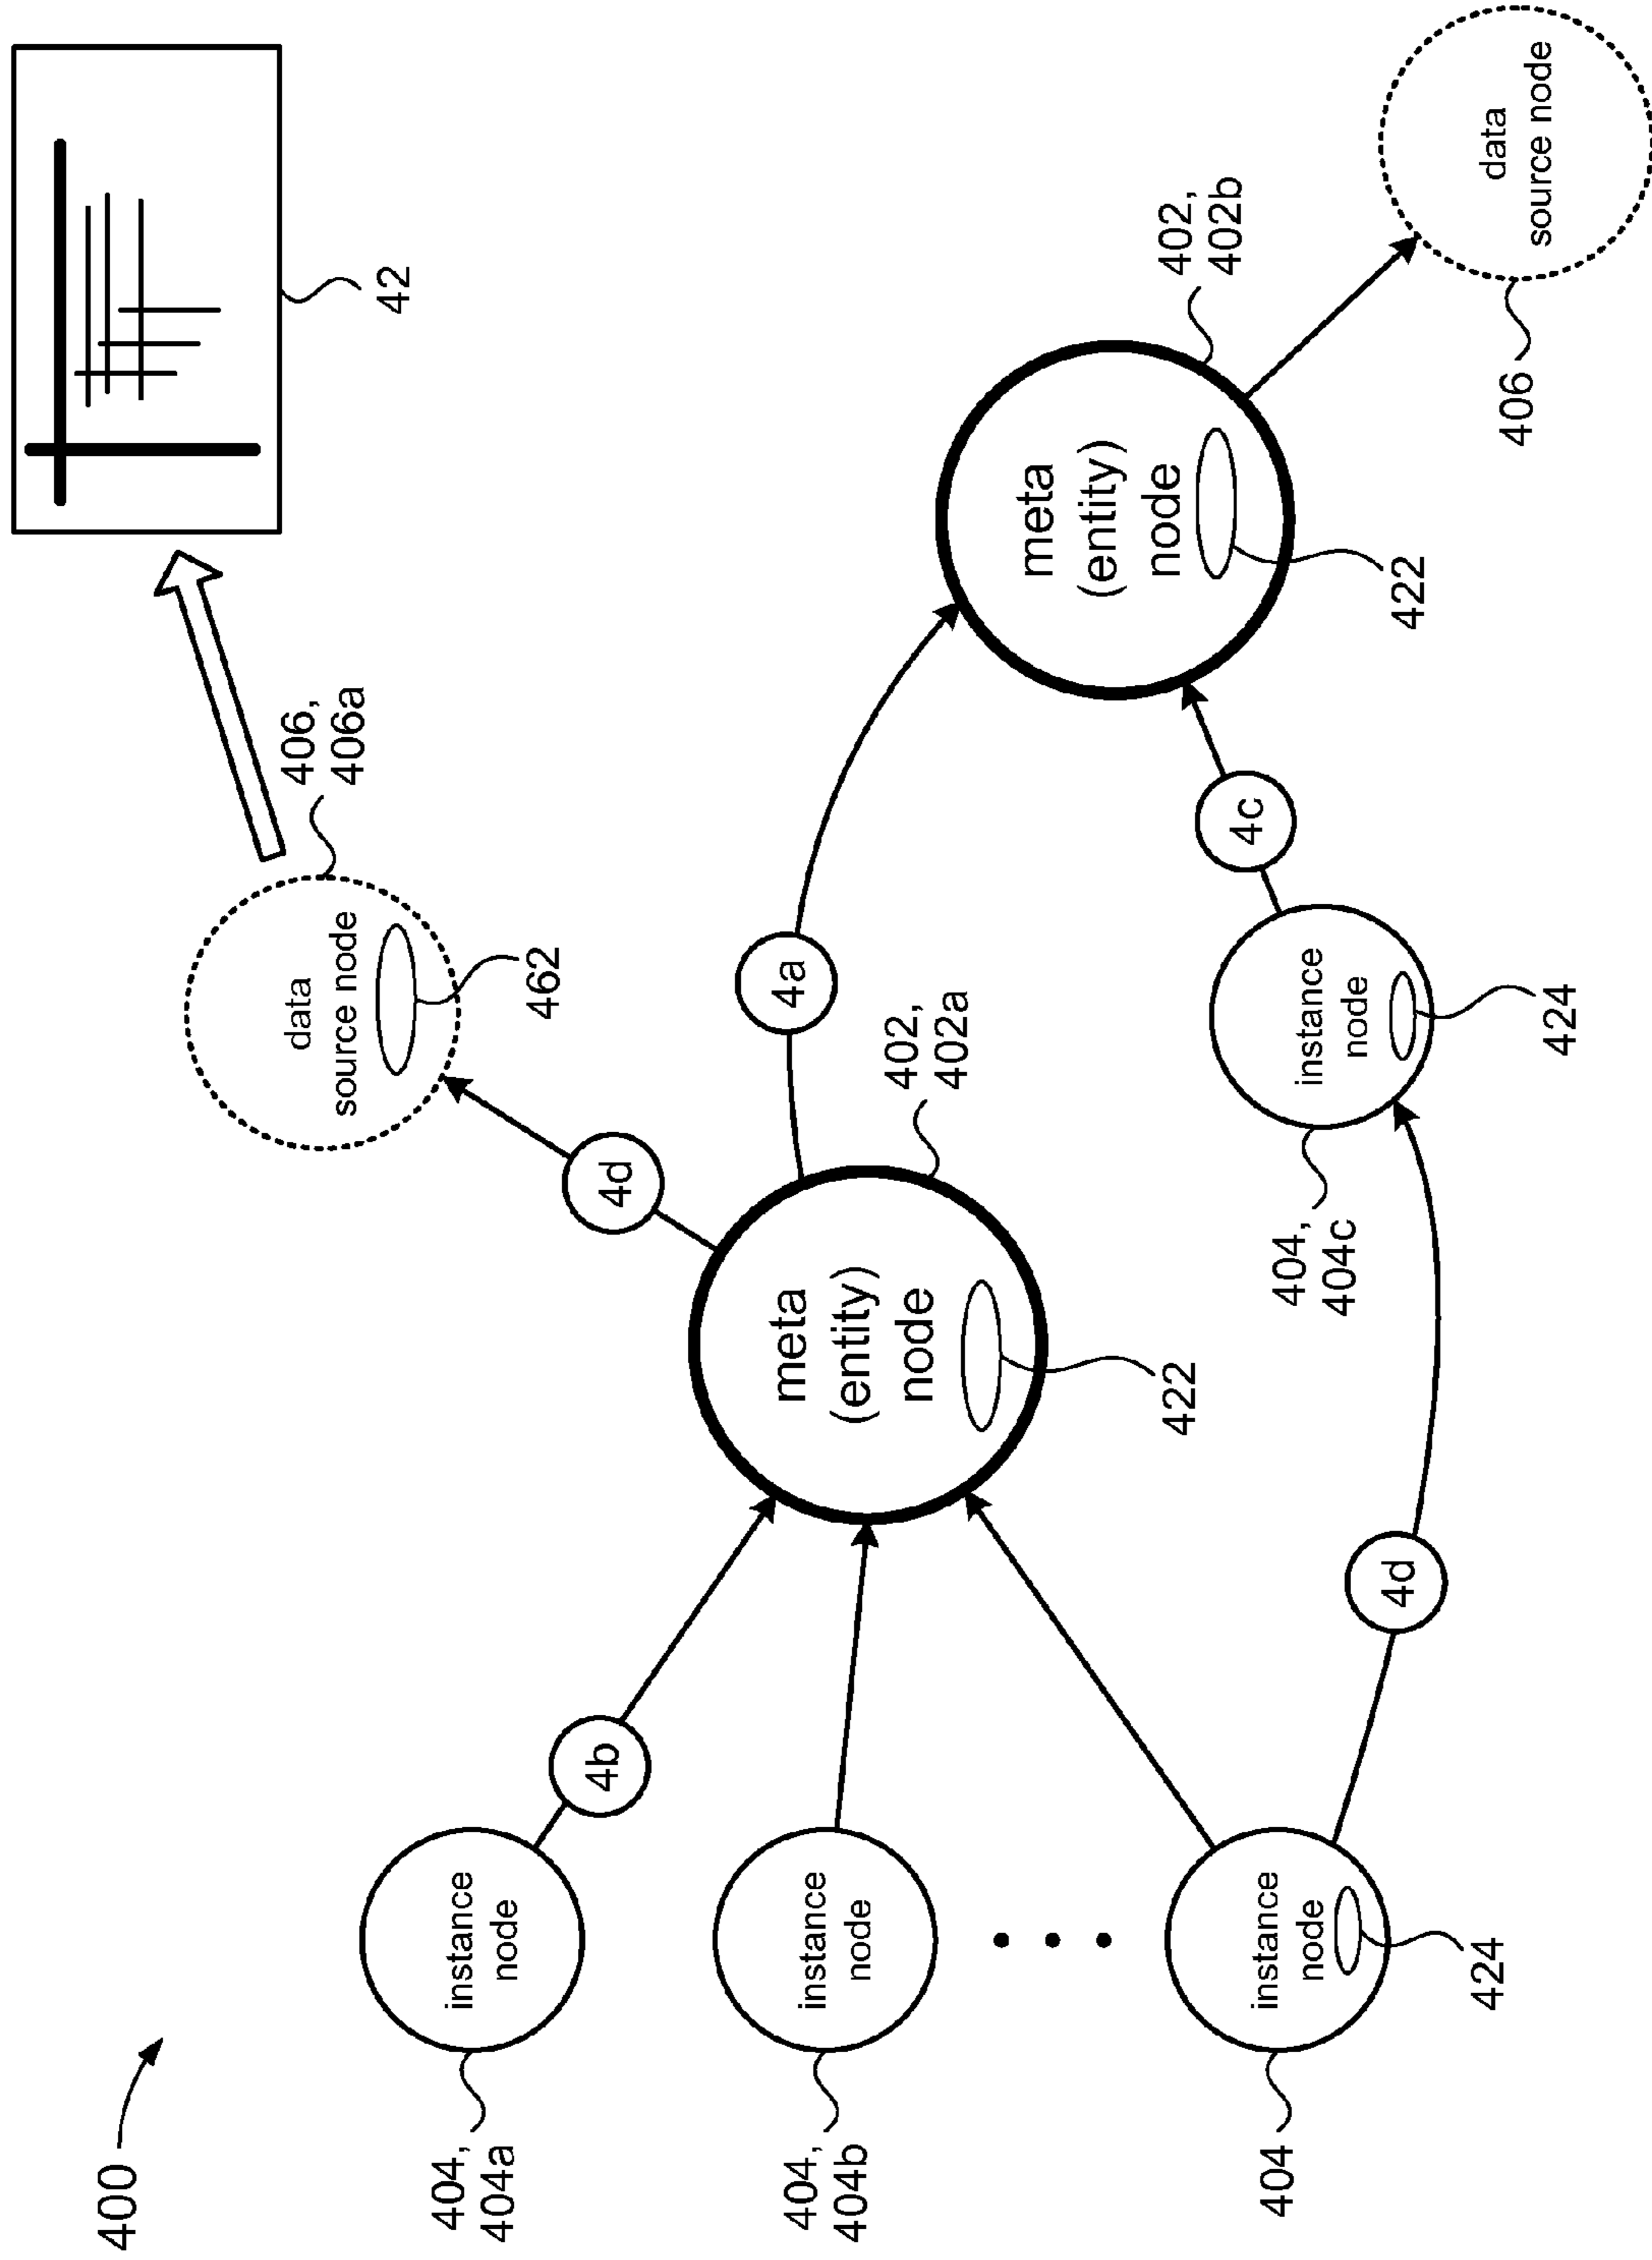 400
404,
404a
instance
node
4b
404,
404b
instance
node
404
instance
node
424
4d
meta
(entity)
node
422
402,
402a
4d
data
source node
462
406,
406a
42
4a
404,
404c
instance
node
424
4c
meta
(entity)
node
422
402,
402b
406
data
source node